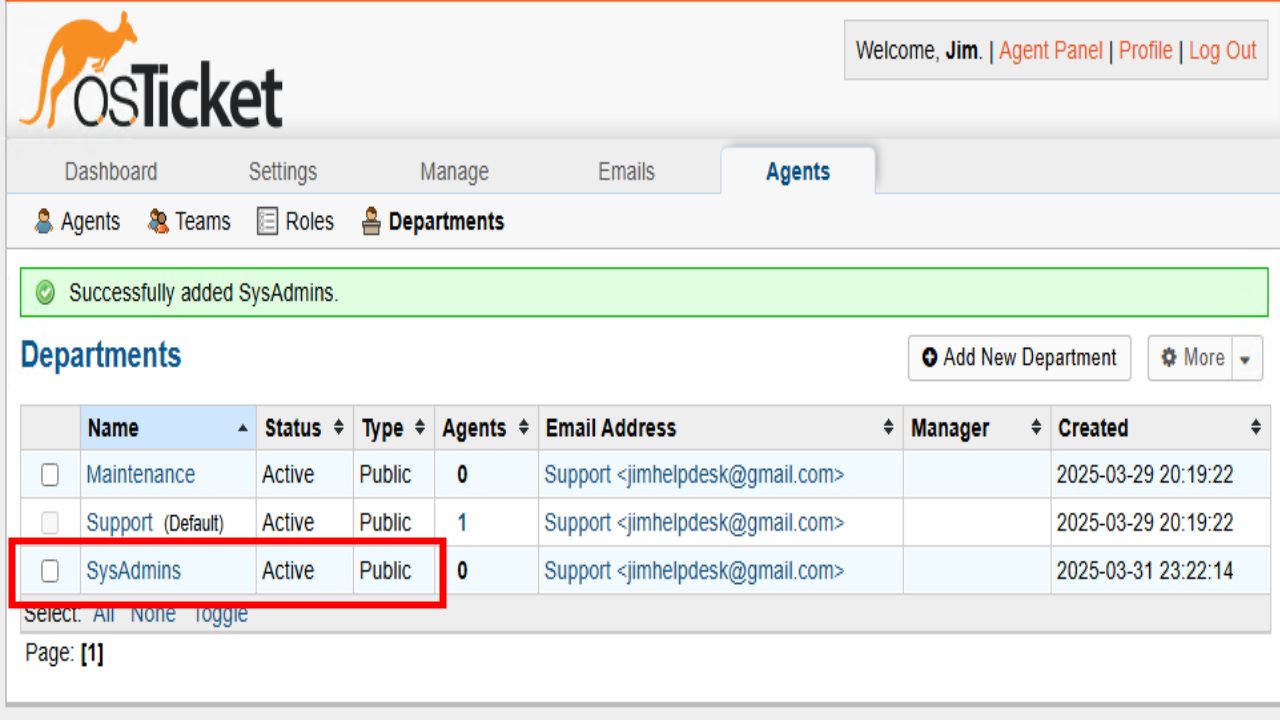 osTicket
Welcome, Jim. | Agent Panel | Profile | Log Out
Dashboard Settings Manage Emails Agents
Agents Teams Roles Departments
Successfully added SysAdmins.
Departments Add New Department More
Name Status Type Agents Email Address Manager Created
Maintenance Active Public 0 Support <jimhelpdesk@gmail.com> 2025-03-29 20:19:22
Support (Default) Active Public 1 Support <jimhelpdesk@gmail.com> 2025-03-29 20:19:22
SysAdmins Active Public 0 Support <jimhelpdesk@gmail.com> 2025-03-31 23:22:14
Select: All None Toggle
Page: [1]